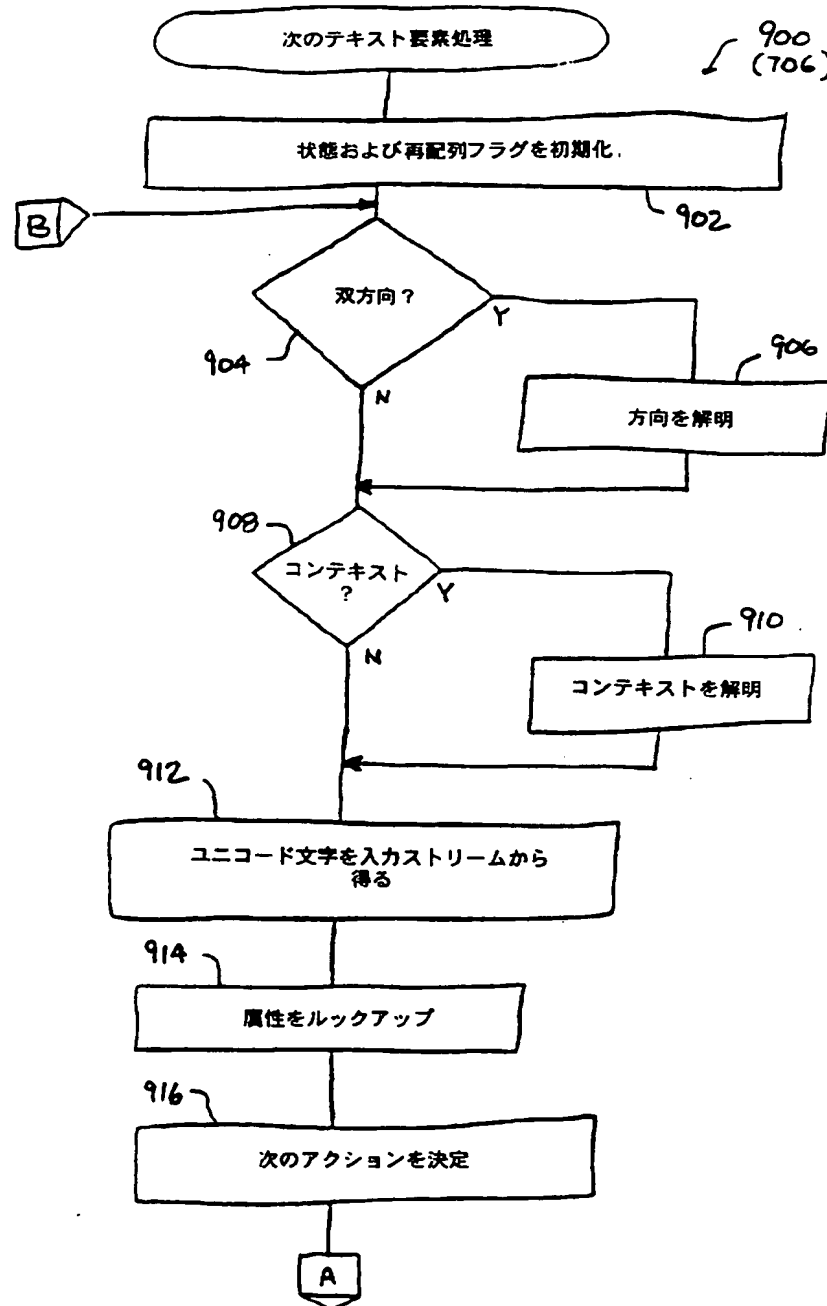 次のテキスト要素処理
900
(706)
状態および再配列フラグを初期化
902
B
双方向?
Y
904
N
906
方向を解明
908
コンテキスト
?
Y
N
910
コンテキストを解明
912
ユニコード文字を入力ストリームから
得る
914
属性をルックアップ
916
次のアクションを決定
A